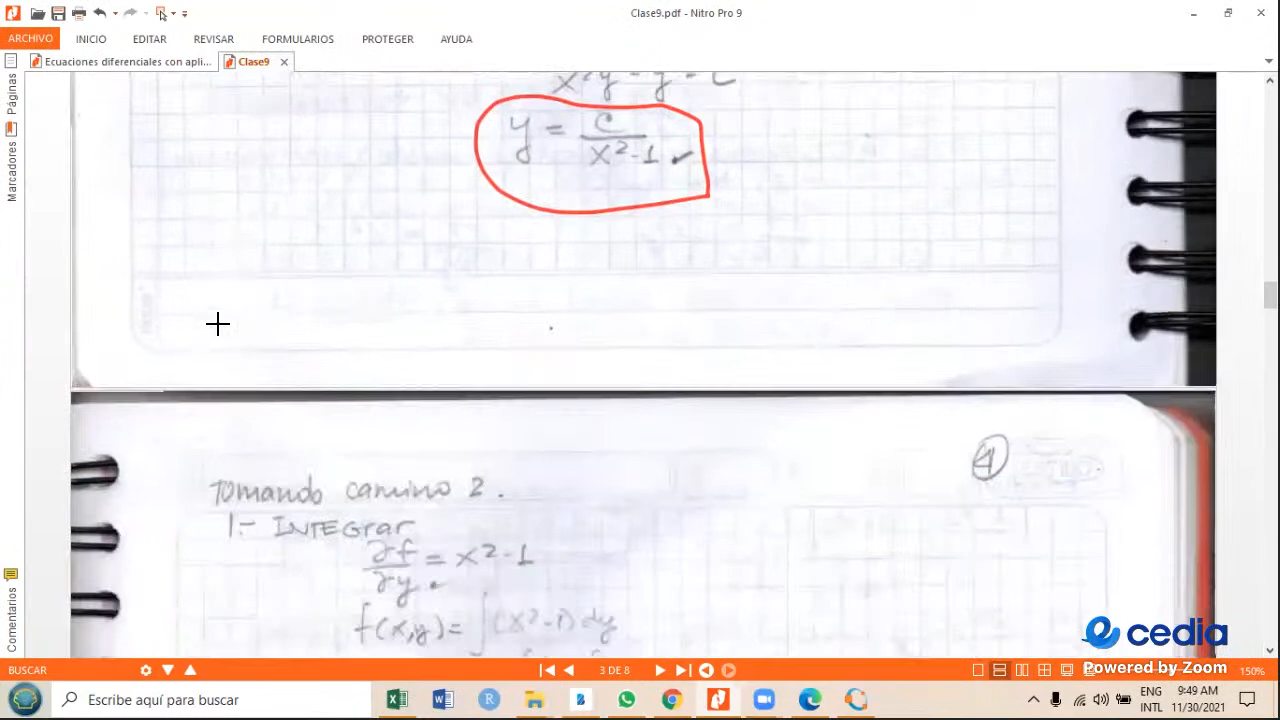 Clase9.pdf - Nitro Pro 9
ARCHIVO INICIO EDITAR REVISAR FORMULARIOS PROTEGER AYUDA
Ecuaciones diferenciales con apli... Clase9
Páginas
Marcadores
Comentarios
x²y - y = C
y = C / (x² - 1)
4
Tomando camino 2.
1.- INTEGrar
∂f/∂y = x² - 1
f(x,y) = ∫(x² - 1) dy
cedia
Powered by Zoom
BUSCAR 3 DE 8 150%
Escribe aquí para buscar
ENG 9:49 AM
INTL 11/30/2021